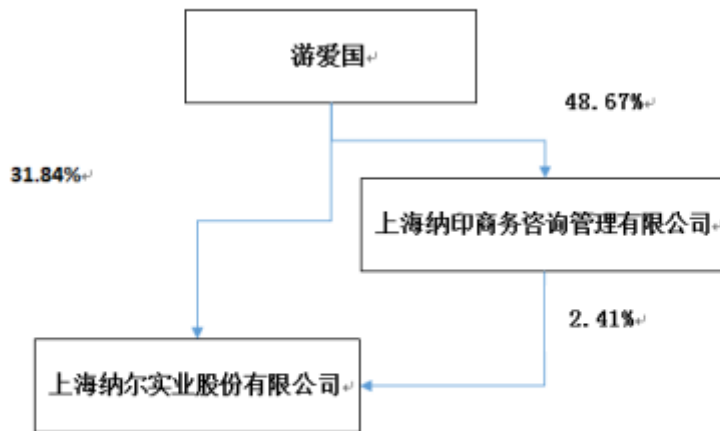 游爱国
48.67%
31.84%
上海纳印商务咨询管理有限公司
2.41%
上海纳尔实业股份有限公司